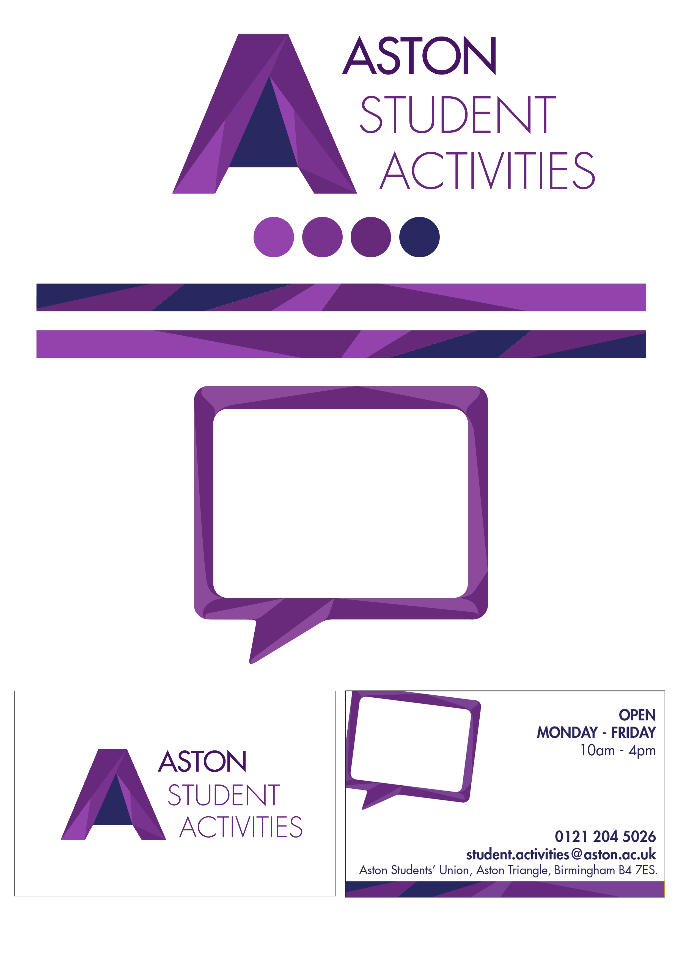 ASTON
STUDENT
ACTIVITIES
ASTON
STUDENT
ACTIVITIES
OPEN
MONDAY - FRIDAY
10am - 4pm
0121 204 5026
student.activities@aston.ac.uk
Aston Students' Union, Aston Triangle, Birmingham B4 7ES.